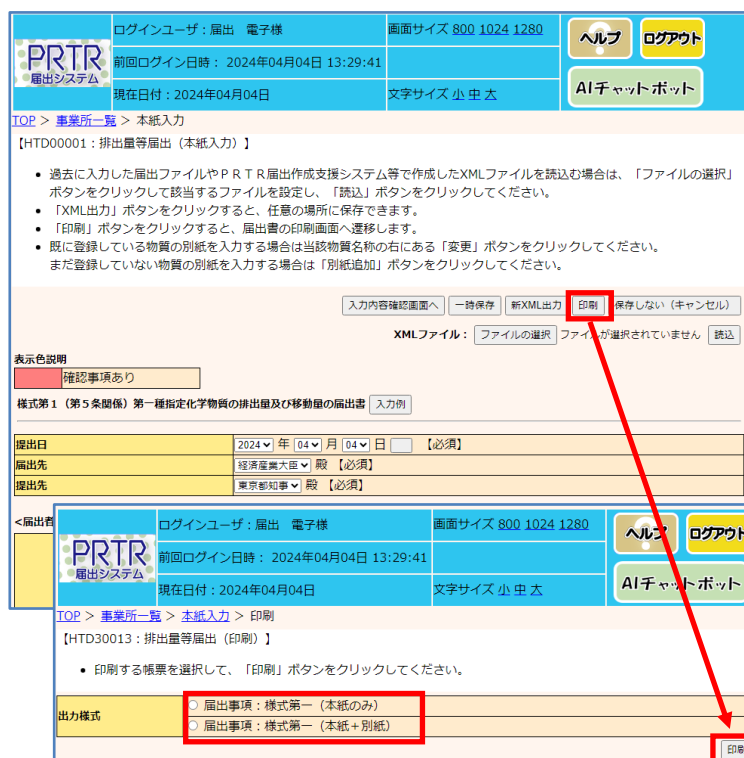 PRTR
届出システム
ログインユーザ：届出　電子様
画面サイズ 800 1024 1280
ヘルプ
ログアウト
前回ログイン日時： 2024年04月04日 13:29:41
現在日付：2024年04月04日
文字サイズ 小 中 大
AIチャットボット
TOP > 事業所一覧 > 本紙入力
【HTD00001：排出量等届出（本紙入力）】
• 過去に入力した届出ファイルやＰＲＴＲ届出作成支援システム等で作成したXMLファイルを読込む場合は、「ファイルの選択」
ボタンをクリックして該当するファイルを設定し、「読込」ボタンをクリックしてください。
• 「XML出力」ボタンをクリックすると、任意の場所に保存できます。
• 「印刷」ボタンをクリックすると、届出書の印刷画面へ遷移します。
• 既に登録している物質の別紙を入力する場合は当該物質名称の右にある「変更」ボタンをクリックしてください。
まだ登録していない物質の別紙を入力する場合は「別紙追加」ボタンをクリックしてください。
入力内容確認画面へ 一時保存 新XML出力 印刷 保存しない（キャンセル）
XMLファイル： ファイルの選択 ファイルが選択されていません 読込
表示色説明
確認事項あり
様式第１（第５条関係）第一種指定化学物質の排出量及び移動量の届出書 入力例
提出日 2024 年 04 月 04 日 【必須】
届出先 経済産業大臣 殿 【必須】
提出先 東京都知事 殿 【必須】
<届出者
PRTR
届出システム
ログインユーザ：届出　電子様
画面サイズ 800 1024 1280
ヘルプ
ログアウト
前回ログイン日時： 2024年04月04日 13:29:41
現在日付：2024年04月04日
文字サイズ 小 中 大
AIチャットボット
TOP > 事業所一覧 > 本紙入力 > 印刷
【HTD30013：排出量等届出（印刷）】
• 印刷する帳票を選択して、「印刷」ボタンをクリックしてください。
出力様式
届出事項：様式第一（本紙のみ）
届出事項：様式第一（本紙＋別紙）
印刷